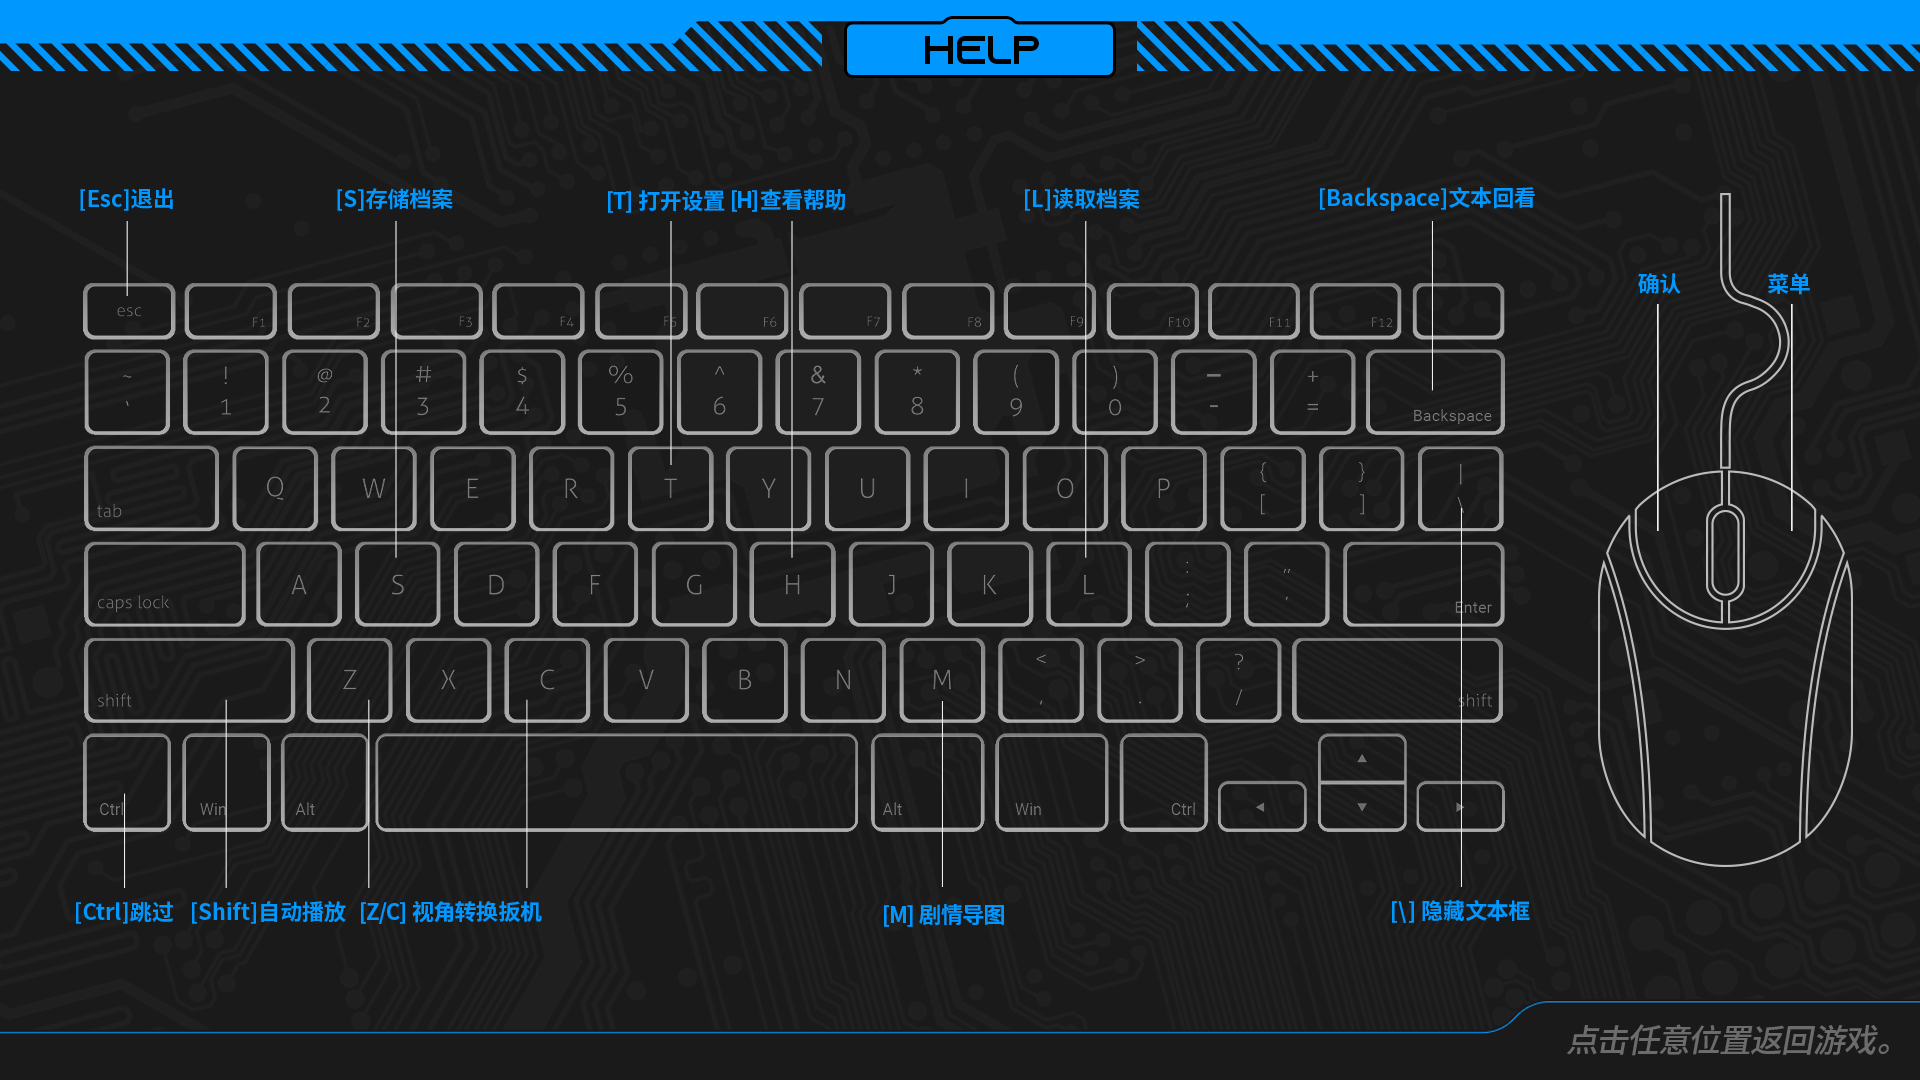 HELP
[Esc]退出
[S]存储档案
[T] 打开设置
[H]查看帮助
[L]读取档案
[Backspace]文本回看
确认
菜单
esc F1 F2 F3 F4 F5 F6 F7 F8 F9 F10 F11 F12
~ ! @ # $ % ^ & * ( ) – +
` 1 2 3 4 5 6 7 8 9 0 - = Backspace
tab Q W E R T Y U I O P { [ } ] | \
caps lock A S D F G H J K L : ; " ' Enter
shift Z X C V B N M < , > . ? / shift
Ctrl Win Alt Alt Win Ctrl ◀ ▲ ▼ ▶
[Ctrl]跳过
[Shift]自动播放
[Z/C] 视角转换扳机
[M] 剧情导图
[\] 隐藏文本框
点击任意位置返回游戏。